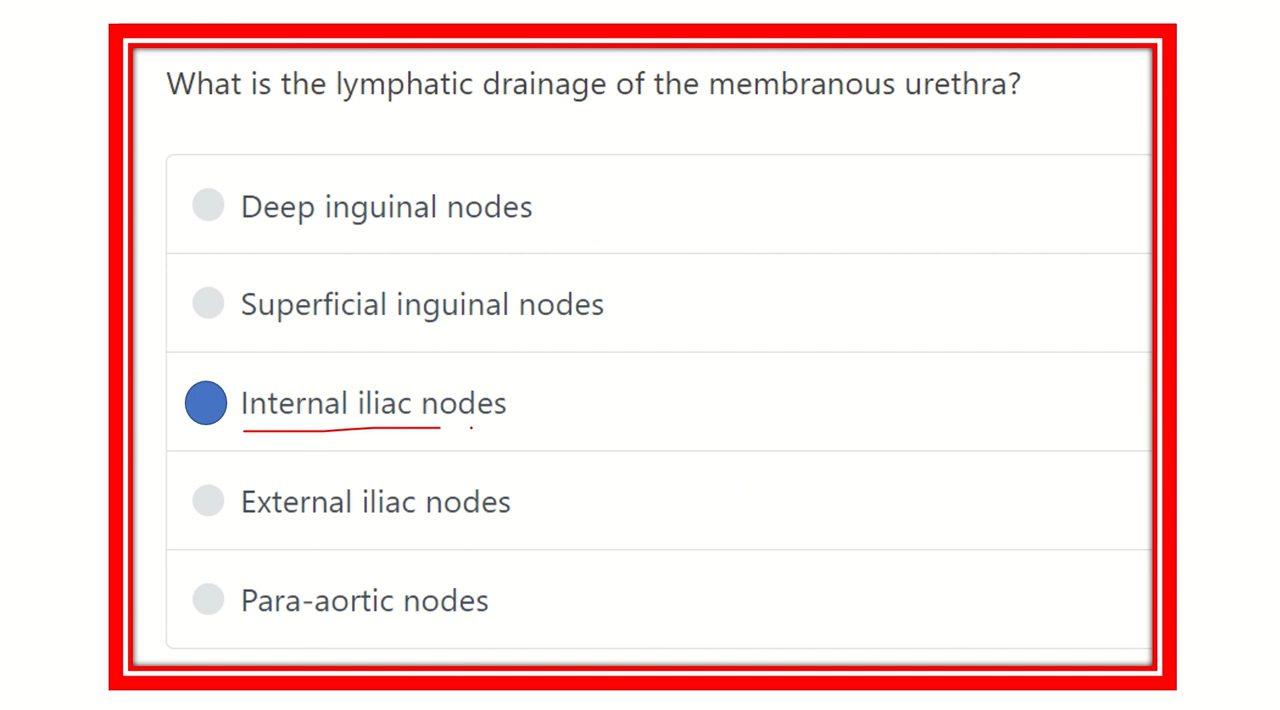 What is the lymphatic drainage of the membranous urethra?
Deep inguinal nodes
Superficial inguinal nodes
Internal iliac nodes
External iliac nodes
Para-aortic nodes